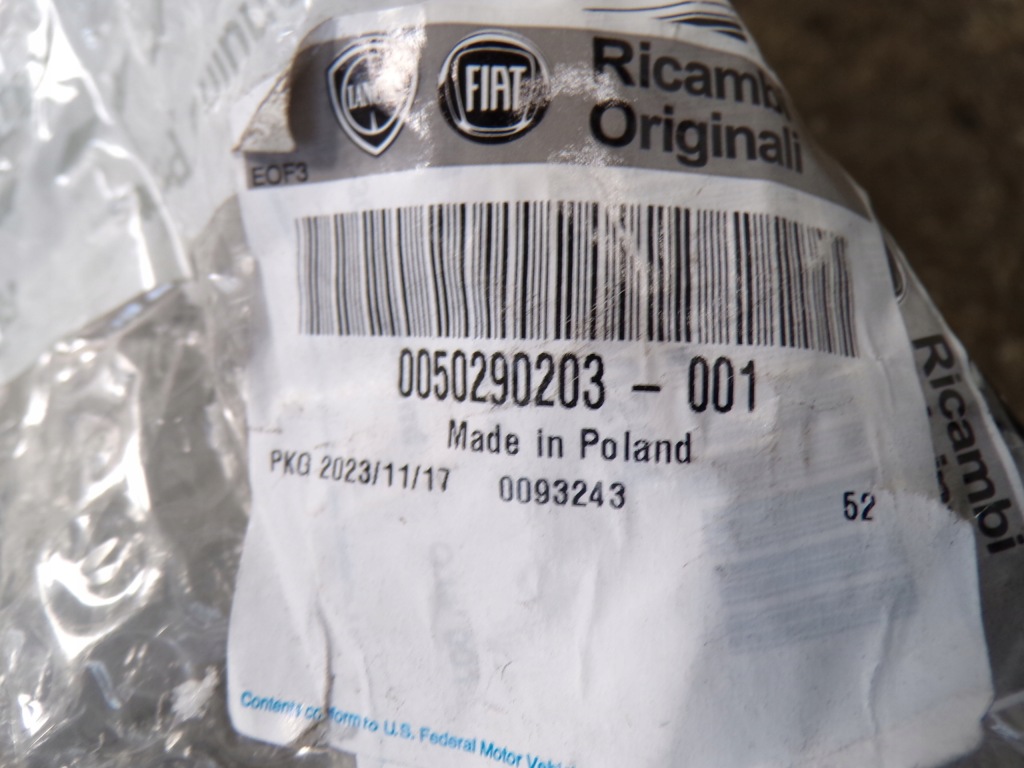 FIAT
Ricambi
Originali
EOF3
0050290203 - 001
Made in Poland
PKG 2023/11/17 0093243 52
Contents conform to U.S. Federal Motor
Ricambi